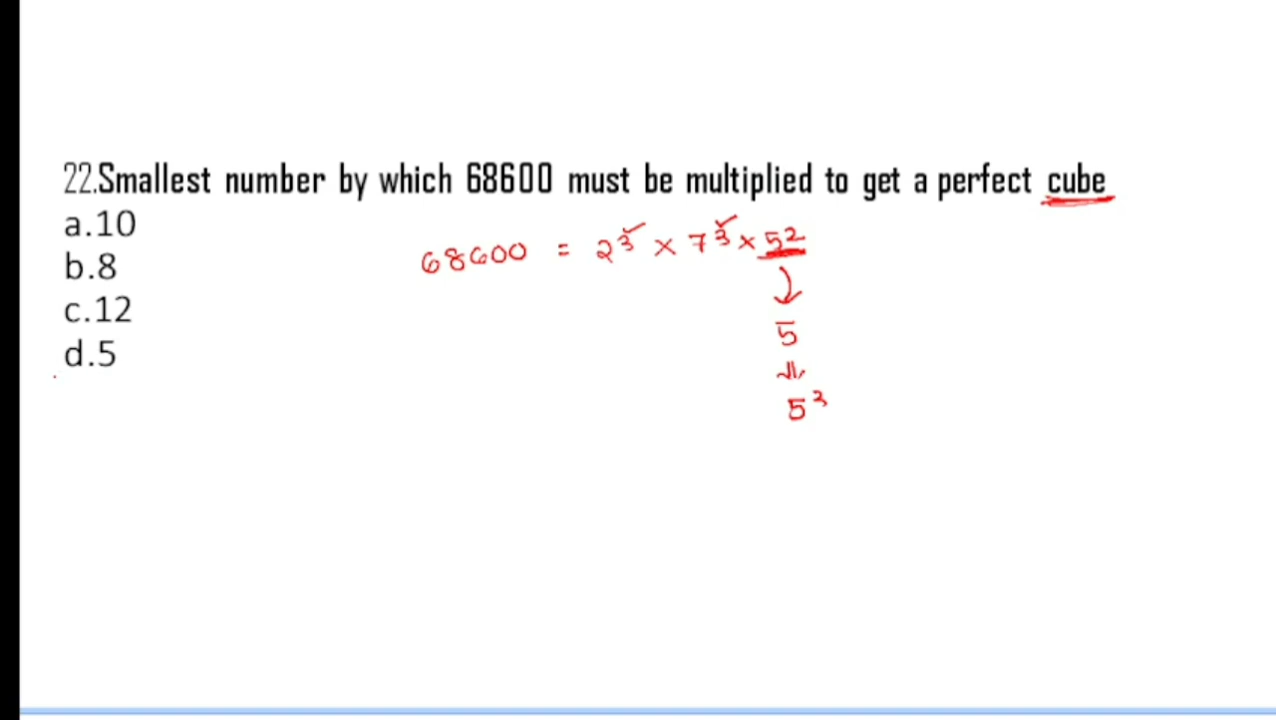 22.Smallest number by which 68600 must be multiplied to get a perfect cube
a.10
b.8
c.12
d.5
68600 = 2³ × 7³ × 5²
5
5³